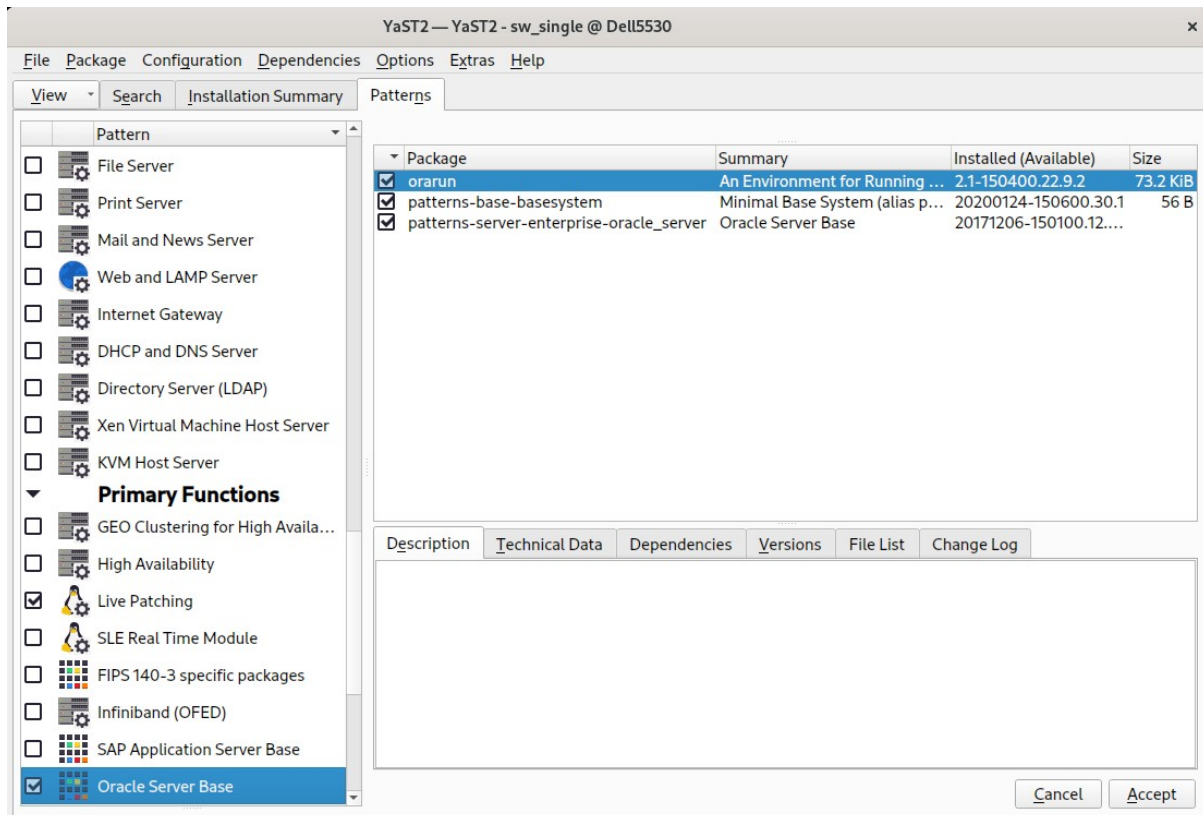 YaST2 — YaST2 - sw_single @ Dell5530 ×
File Package Configuration Dependencies Options Extras Help
View Search Installation Summary Patterns
Pattern
File Server
Print Server
Mail and News Server
Web and LAMP Server
Internet Gateway
DHCP and DNS Server
Directory Server (LDAP)
Xen Virtual Machine Host Server
KVM Host Server
Primary Functions
GEO Clustering for High Availa...
High Availability
Live Patching
SLE Real Time Module
FIPS 140-3 specific packages
Infiniband (OFED)
SAP Application Server Base
Oracle Server Base
Package Summary Installed (Available) Size
orarun An Environment for Running ... 2.1-150400.22.9.2 73.2 KiB
patterns-base-basesystem Minimal Base System (alias p... 20200124-150600.30.1 56 B
patterns-server-enterprise-oracle_server Oracle Server Base 20171206-150100.12....
Description Technical Data Dependencies Versions File List Change Log
Cancel Accept